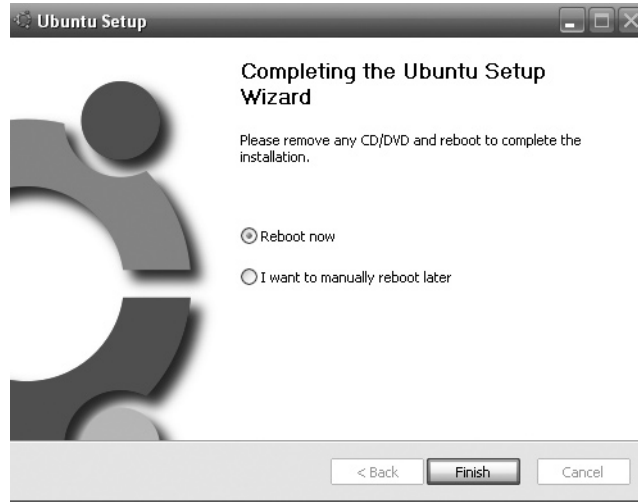 Ubuntu Setup
Completing the Ubuntu Setup
Wizard
Please remove any CD/DVD and reboot to complete the
installation.
Reboot now
I want to manually reboot later
< Back
Finish
Cancel